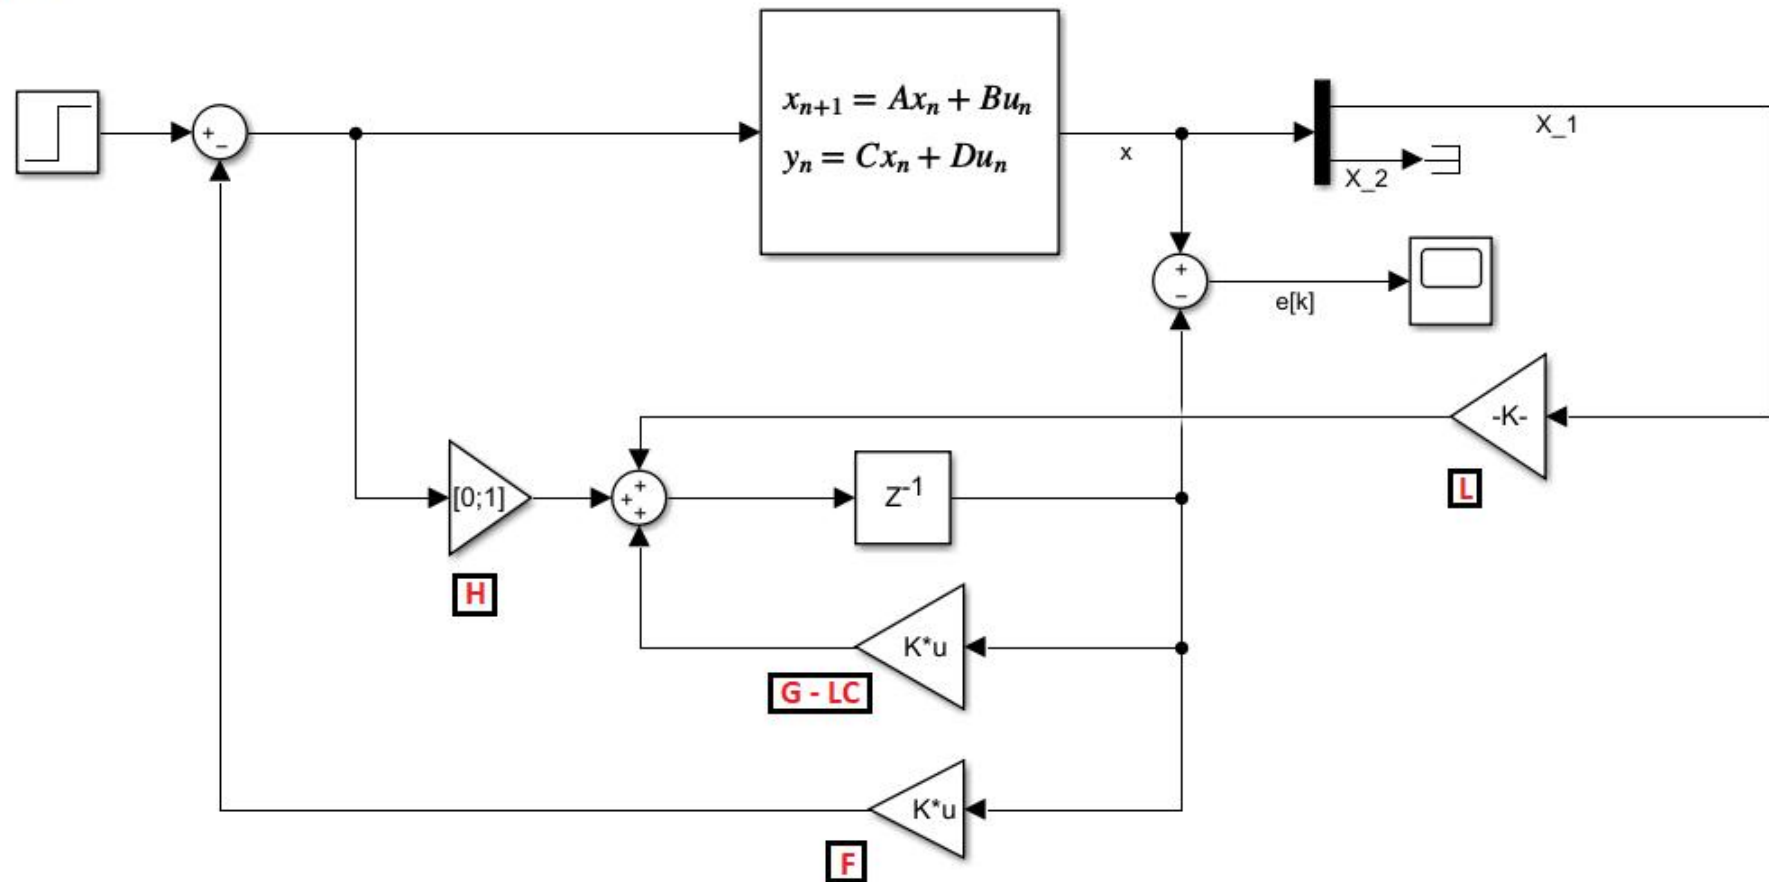 +
−
x_{n+1} = Ax_n + Bu_n
y_n = Cx_n + Du_n
x
X_1
X_2
+
−
e[k]
-K-
L
[0;1]
+
+
+
Z^{-1}
H
K*u
G - LC
K*u
F